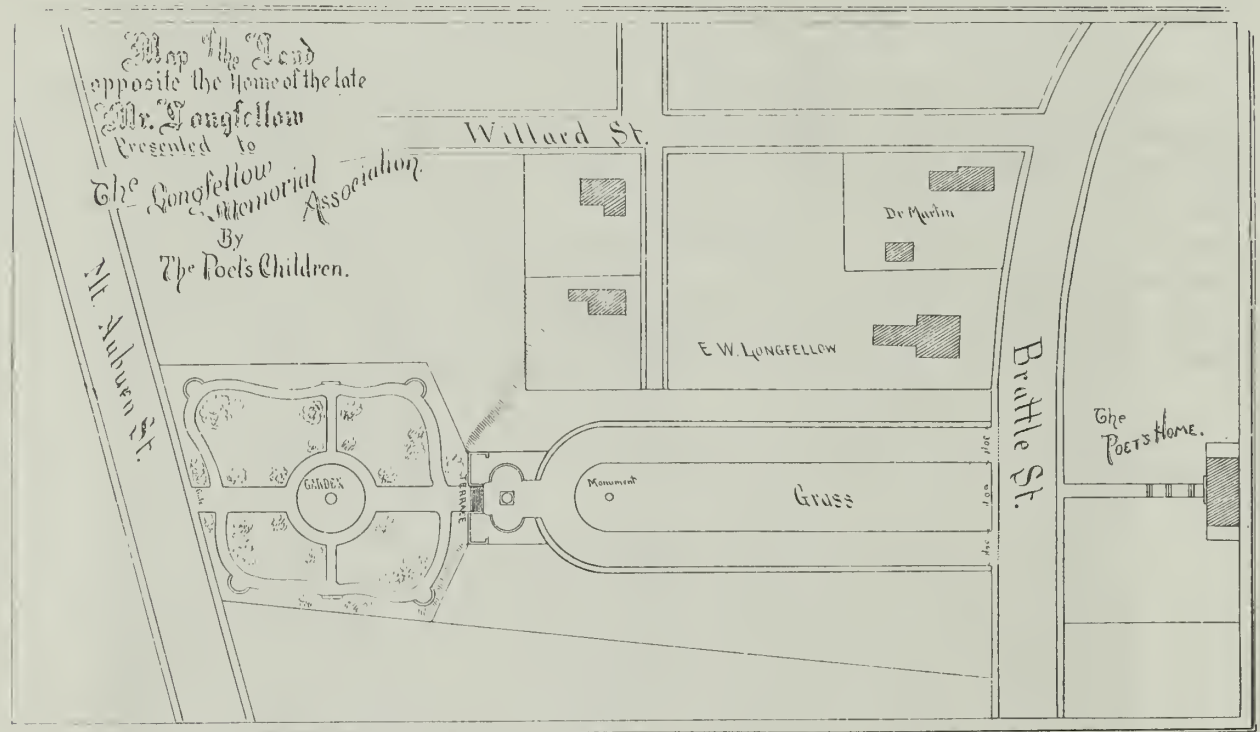 Map of the Land
opposite the Home of the late
Mr. Longfellow
Presented to
The Longfellow
Memorial
Association.
By
The Poet's Children.
Willard St.
Mt. Auburn St.
Dr Martin
E W. LONGFELLOW
Brattle St.
The
POET'S HOME.
GARDEN
TERRACE
Monument
Grass